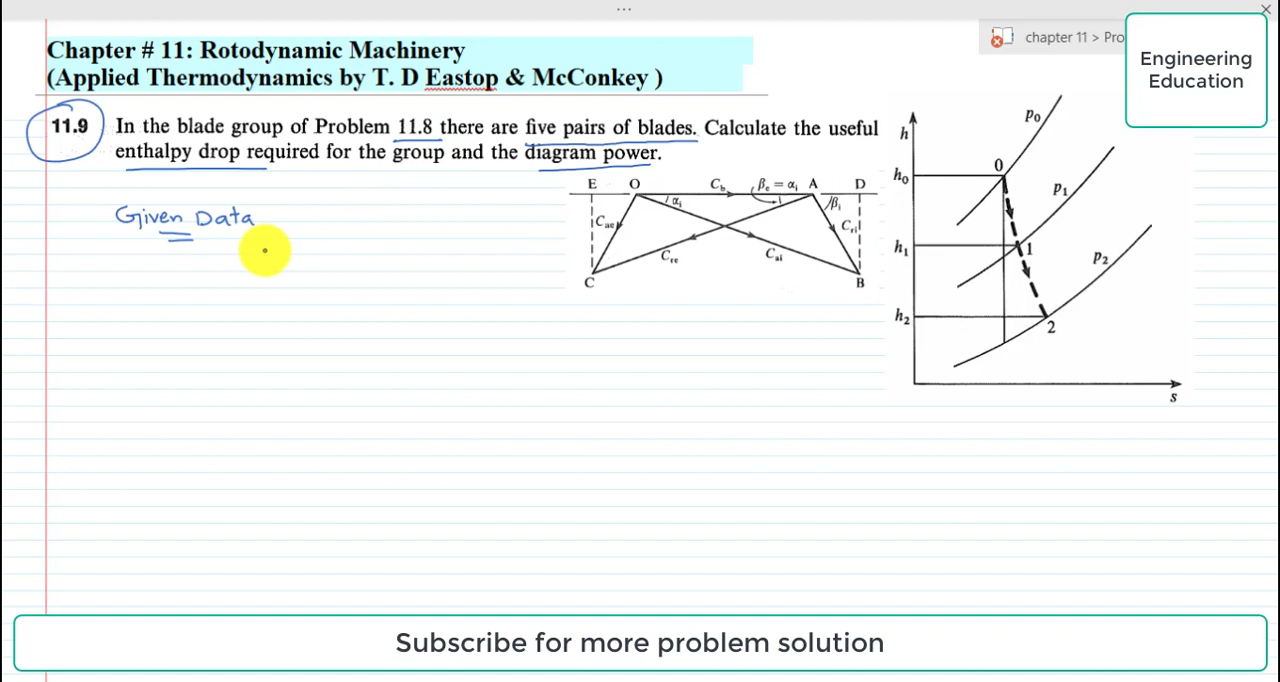 Chapter # 11: Rotodynamic Machinery
(Applied Thermodynamics by T. D Eastop & McConkey )
chapter 11 > Pro
Engineering
Education
11.9 In the blade group of Problem 11.8 there are five pairs of blades. Calculate the useful
enthalpy drop required for the group and the diagram power.
Given Data
E O C_b β_e = α_i A D
α_i β_i
C_ae C_ri
C_re C_ai
C B
h p_0
h_0 0
p_1
h_1 1
p_2
h_2 2
s
Subscribe for more problem solution